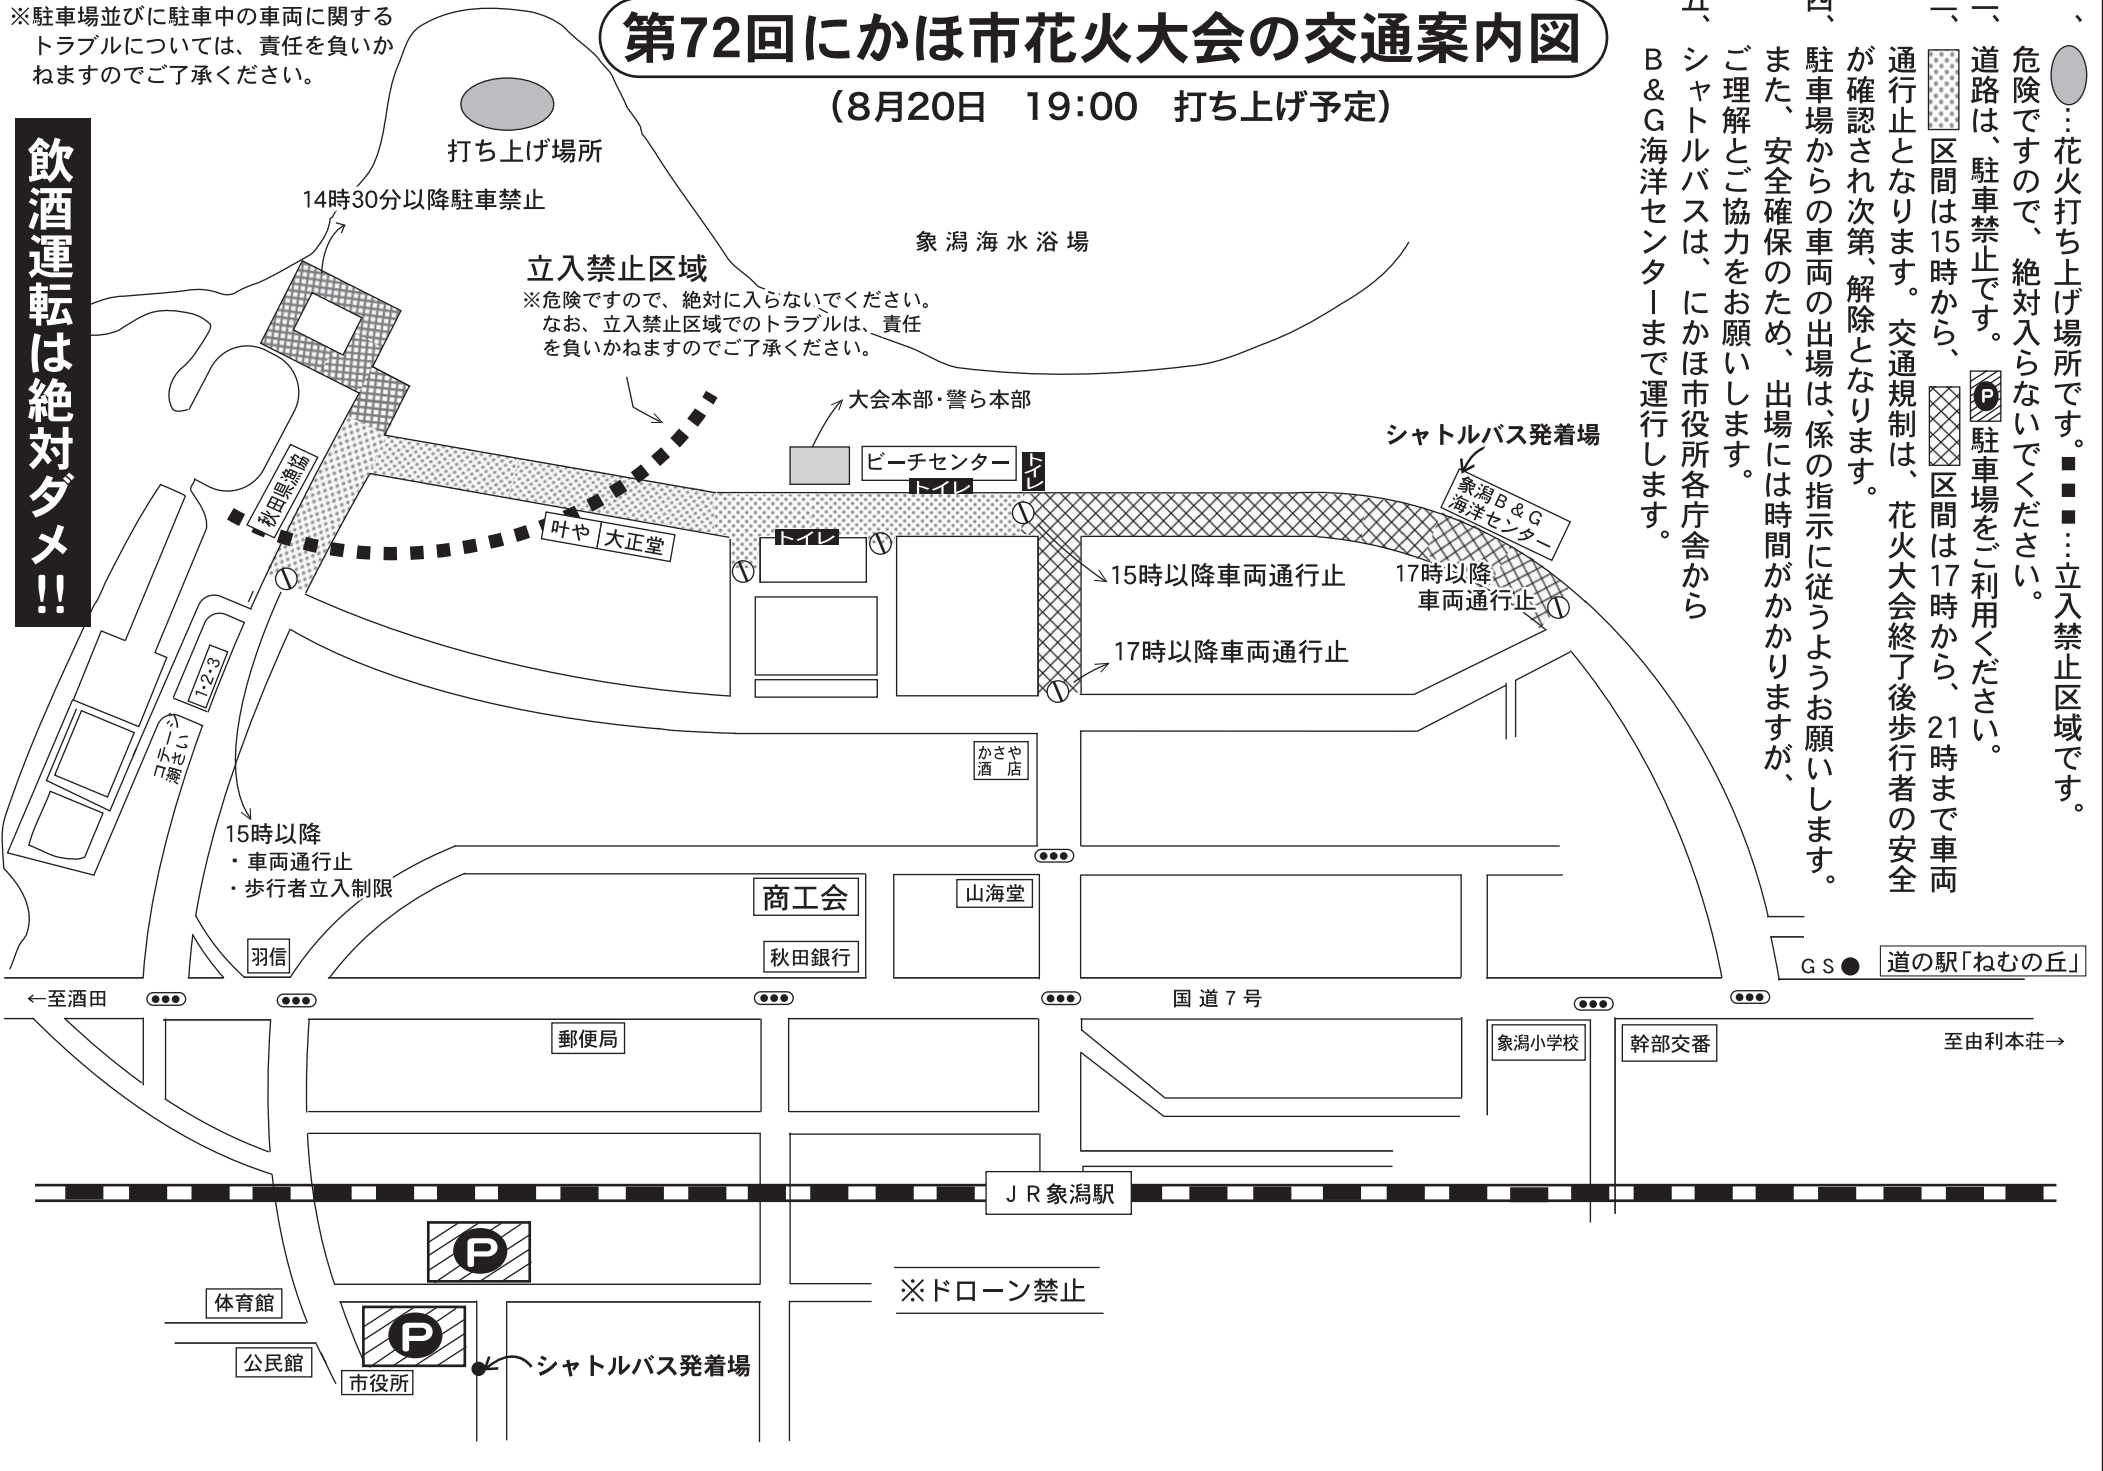 第72回にかほ市花火大会の交通案内図
（8月20日　19：00　打ち上げ予定）
※駐車場並びに駐車中の車両に関する
トラブルについては、責任を負いか
ねますのでご了承ください。
飲酒運転は絶対ダメ!!
、　…花火打ち上げ場所です。■■■…立入禁止区域です。
危険ですので、絶対入らないでください。
道路は、駐車禁止です。P駐車場をご利用ください。
区間は15時から、　区間は17時から、21時まで車両
通行止となります。交通規制は、花火大会終了後歩行者の安全
が確認され次第、解除となります。
四、駐車場からの車両の出場は、係の指示に従うようお願いします。
また、安全確保のため、出場には時間がかかりますが、
ご理解とご協力をお願いします。
五、シャトルバスは、にかほ市役所各庁舎から
B＆G海洋センターまで運行します。
打ち上げ場所
14時30分以降駐車禁止
象潟海水浴場
立入禁止区域
※危険ですので、絶対に入らないでください。
なお、立入禁止区域でのトラブルは、責任
を負いかねますのでご了承ください。
大会本部・警ら本部
ビーチセンター
トイレ
トイレ
トイレ
シャトルバス発着場
象潟B＆G
海洋センター
秋田県漁協
叶や
大正堂
15時以降車両通行止
17時以降
車両通行止
17時以降車両通行止
1・2・3
コテージ
潮さい
かさや
酒　店
15時以降
・車両通行止
・歩行者立入制限
商工会
山海堂
秋田銀行
羽信
GS●
道の駅「ねむの丘」
←至酒田
国道7号
郵便局
象潟小学校
幹部交番
至由利本荘→
JR象潟駅
P
※ドローン禁止
体育館
P
公民館
市役所
シャトルバス発着場